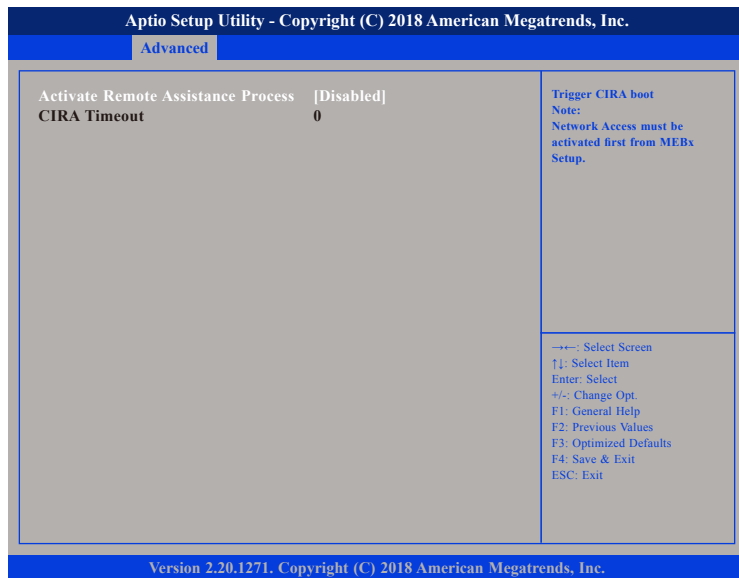 Aptio Setup Utility - Copyright (C) 2018 American Megatrends, Inc.
Advanced
Activate Remote Assistance Process [Disabled]
CIRA Timeout 0
Trigger CIRA boot
Note:
Network Access must be
activated first from MEBx
Setup.
→←: Select Screen
↑↓: Select Item
Enter: Select
+/-: Change Opt.
F1: General Help
F2: Previous Values
F3: Optimized Defaults
F4: Save & Exit
ESC: Exit
Version 2.20.1271. Copyright (C) 2018 American Megatrends, Inc.